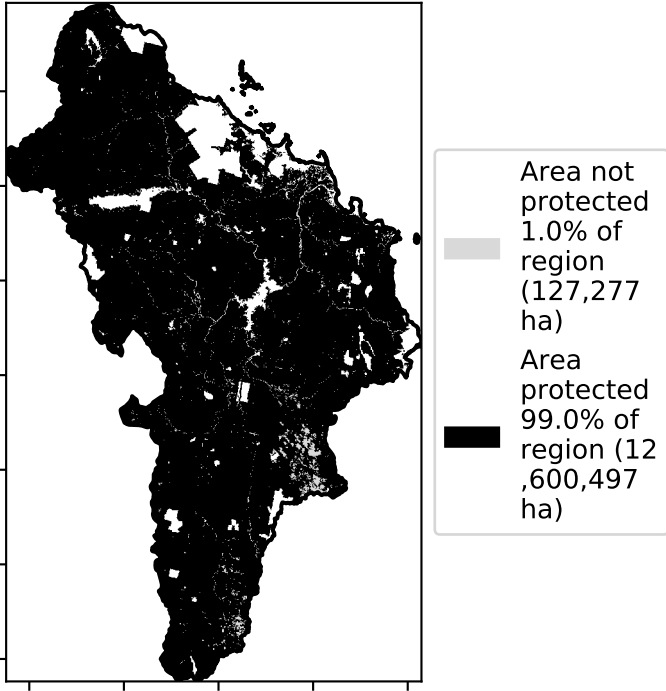 Area not
protected
1.0% of
region
(127,277
ha)
Area
protected
99.0% of
region (12
,600,497
ha)